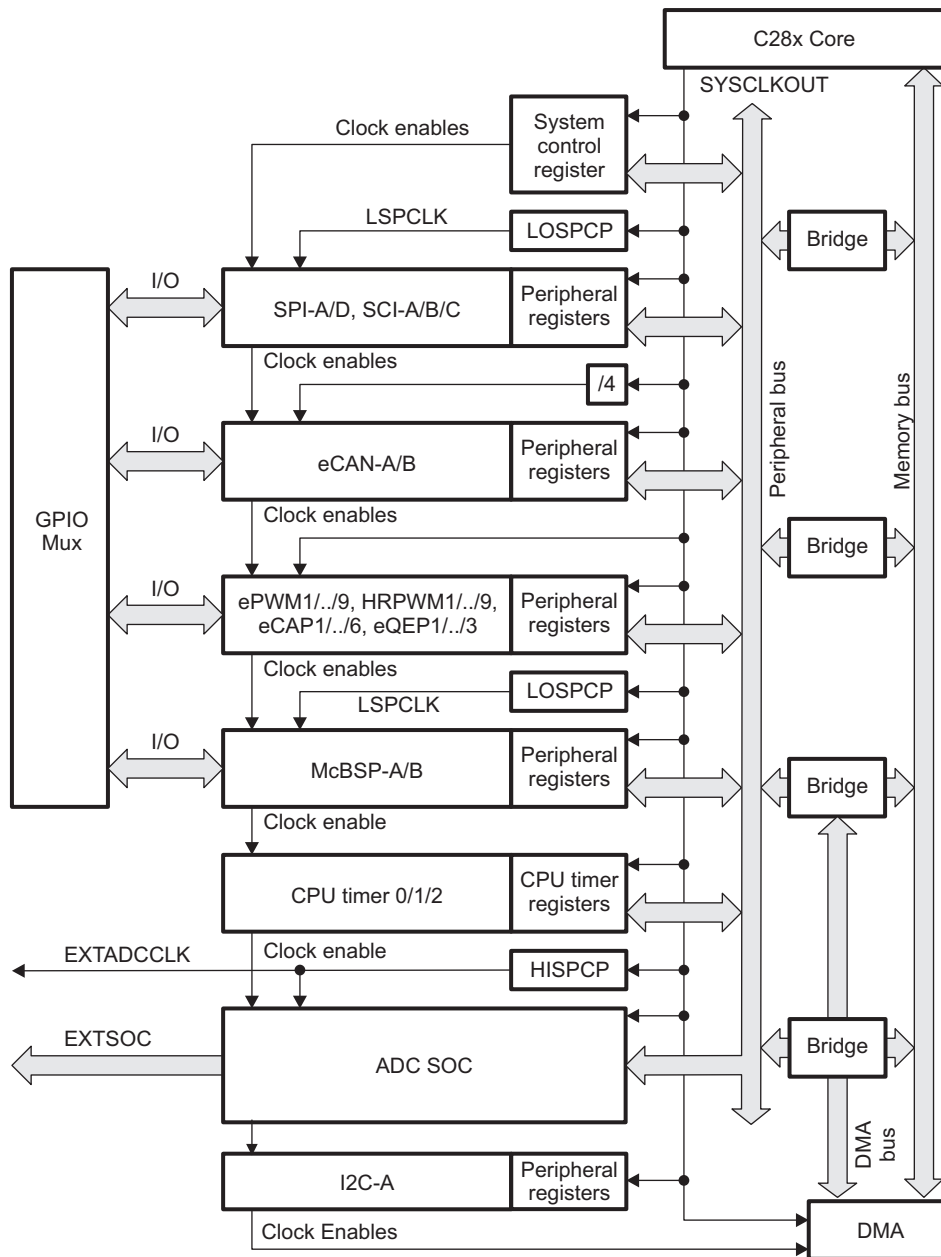 C28x Core
SYSCLKOUT
Clock enables
System
control
register
LSPCLK
LOSPCP
Bridge
I/O
SPI-A/D, SCI-A/B/C
Peripheral
registers
Clock enables
/4
Peripheral bus
Memory bus
I/O
eCAN-A/B
Peripheral
registers
Clock enables
GPIO
Mux
Bridge
I/O
ePWM1/../9, HRPWM1/../9,
eCAP1/../6, eQEP1/../3
Peripheral
registers
Clock enables
LSPCLK
LOSPCP
I/O
McBSP-A/B
Peripheral
registers
Bridge
Clock enable
CPU timer 0/1/2
CPU timer
registers
Clock enable
EXTADCCLK
HISPCP
EXTSOC
ADC SOC
Bridge
DMA
bus
I2C-A
Peripheral
registers
Clock Enables
DMA